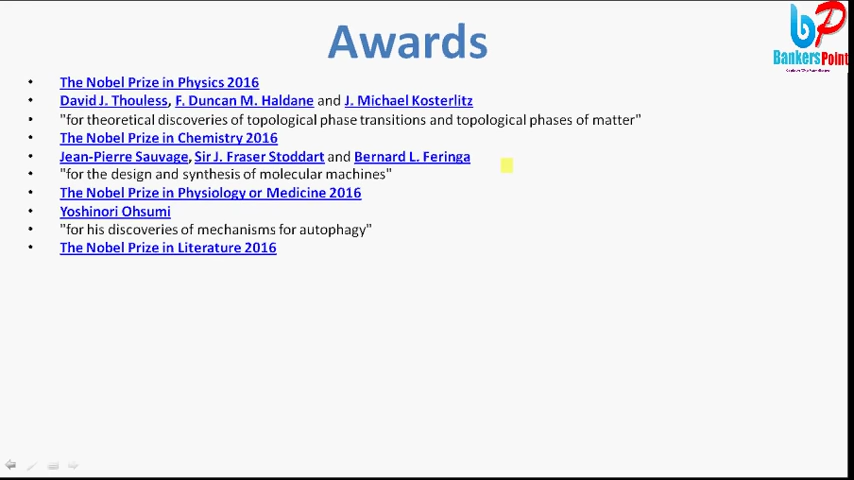 Awards
bP
BankersPoint
• The Nobel Prize in Physics 2016
• David J. Thouless, F. Duncan M. Haldane and J. Michael Kosterlitz
• "for theoretical discoveries of topological phase transitions and topological phases of matter"
• The Nobel Prize in Chemistry 2016
• Jean-Pierre Sauvage, Sir J. Fraser Stoddart and Bernard L. Feringa
• "for the design and synthesis of molecular machines"
• The Nobel Prize in Physiology or Medicine 2016
• Yoshinori Ohsumi
• "for his discoveries of mechanisms for autophagy"
• The Nobel Prize in Literature 2016